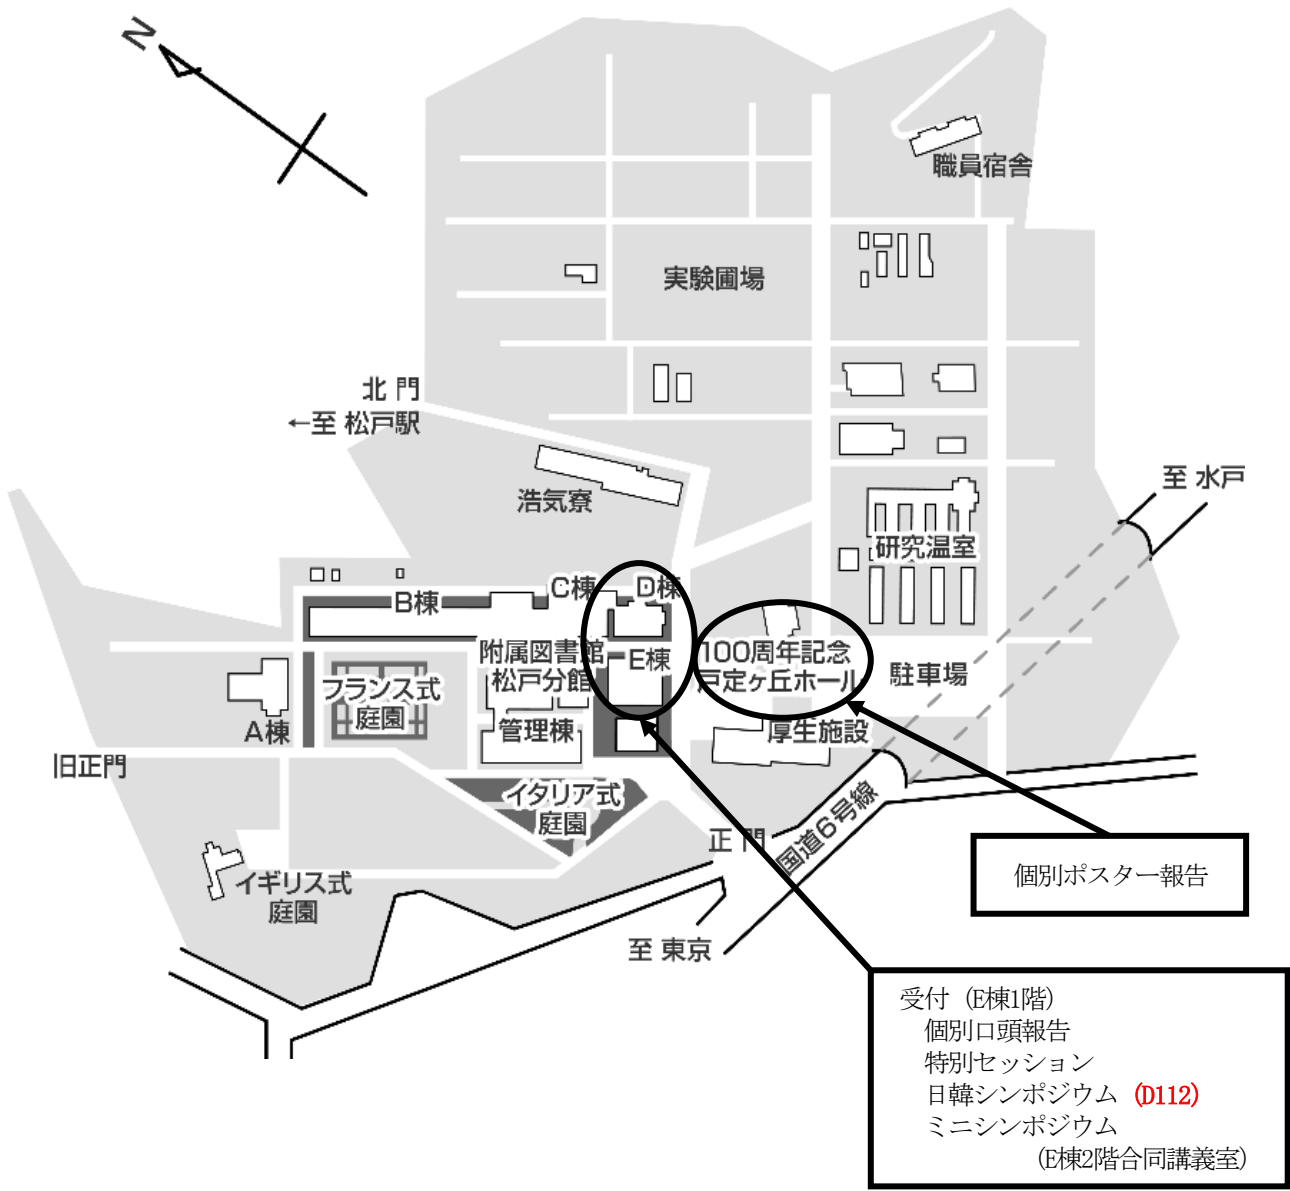 N
職員宿舎
実験圃場
北 門
←至 松戸駅
浩気寮
至 水戸
研究温室
B棟
C棟
D棟
附属図書館
松戸分館
E棟
100周年記念
戸定ヶ丘ホール
駐車場
フランス式
庭園
A棟
管理棟
厚生施設
旧正門
イタリア式
庭園
正 門
国道6号線
イギリス式
庭園
至 東京
個別ポスター報告
受付 (E棟1階)
個別口頭報告
特別セッション
日韓シンポジウム (D112)
ミニシンポジウム
(E棟2階合同講義室)